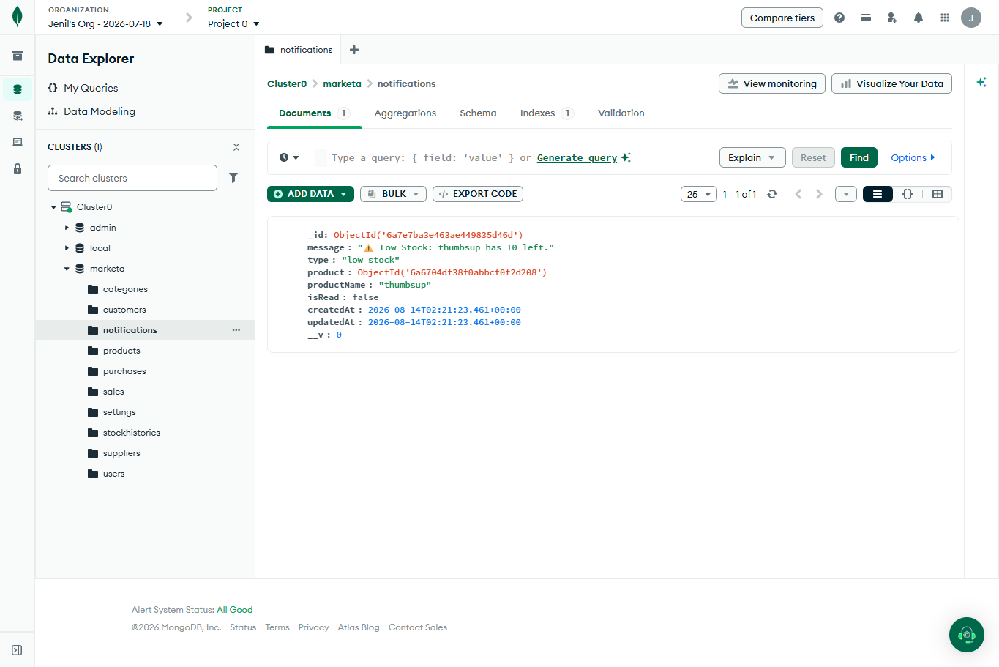 ORGANIZATION
Jenil's Org - 2026-07-18
PROJECT
Project 0
Compare tiers
J
Data Explorer
My Queries
Data Modeling
CLUSTERS (1)
Search clusters
Cluster0
admin
local
marketa
categories
customers
notifications
products
purchases
sales
settings
stockhistories
suppliers
users
notifications
Cluster0 marketa notifications
View monitoring
Visualize Your Data
Documents 1
Aggregations
Schema
Indexes 1
Validation
Type a query: { field: 'value' } or Generate query
Explain
Reset
Find
Options
ADD DATA
BULK
EXPORT CODE
25
1 – 1 of 1
_id: ObjectId('6a7e7ba3e463ae449835d46d')
message : "⚠️ Low Stock: thumbsup has 10 left."
type : "low_stock"
product : ObjectId('6a6704df38f0abbcf0f2d208')
productName : "thumbsup"
isRead : false
createdAt : 2026-08-14T02:21:23.461+00:00
updatedAt : 2026-08-14T02:21:23.461+00:00
__v : 0
Alert System Status: All Good
©2026 MongoDB, Inc. Status Terms Privacy Atlas Blog Contact Sales